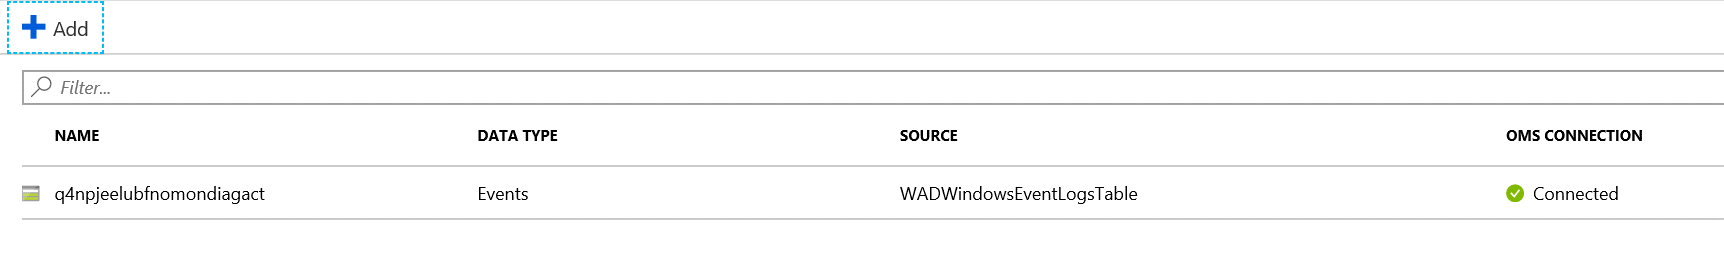 Add
Filter...
NAME DATA TYPE SOURCE OMS CONNECTION
q4npjeelubfnomondiagact Events WADWindowsEventLogsTable Connected